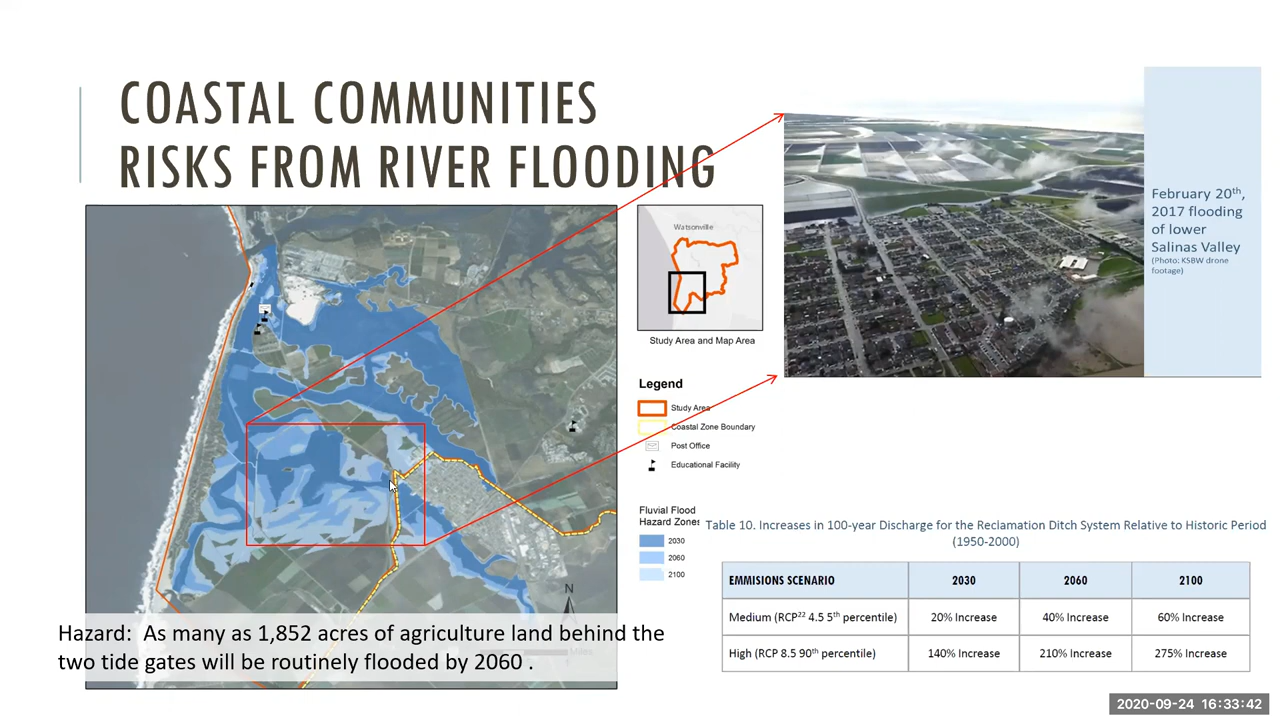 COASTAL COMMUNITIES
RISKS FROM RIVER FLOODING
February 20th,
2017 flooding
of lower
Salinas Valley
(Photo: KSBW drone
footage)
Watsonville
Study Area and Map Area
Legend
Study Area
Coastal Zone Boundary
Post Office
Educational Facility
Fluvial Flood
Hazard Zones
2030
2060
2100
N
Miles
Hazard: As many as 1,852 acres of agriculture land behind the
two tide gates will be routinely flooded by 2060 .
Table 10. Increases in 100-year Discharge for the Reclamation Ditch System Relative to Historic Period
(1950-2000)
EMMISIONS SCENARIO 2030 2060 2100
Medium (RCP22 4.5 5th percentile) 20% Increase 40% Increase 60% Increase
High (RCP 8.5 90th percentile) 140% Increase 210% Increase 275% Increase
2020-09-24 16:33:42